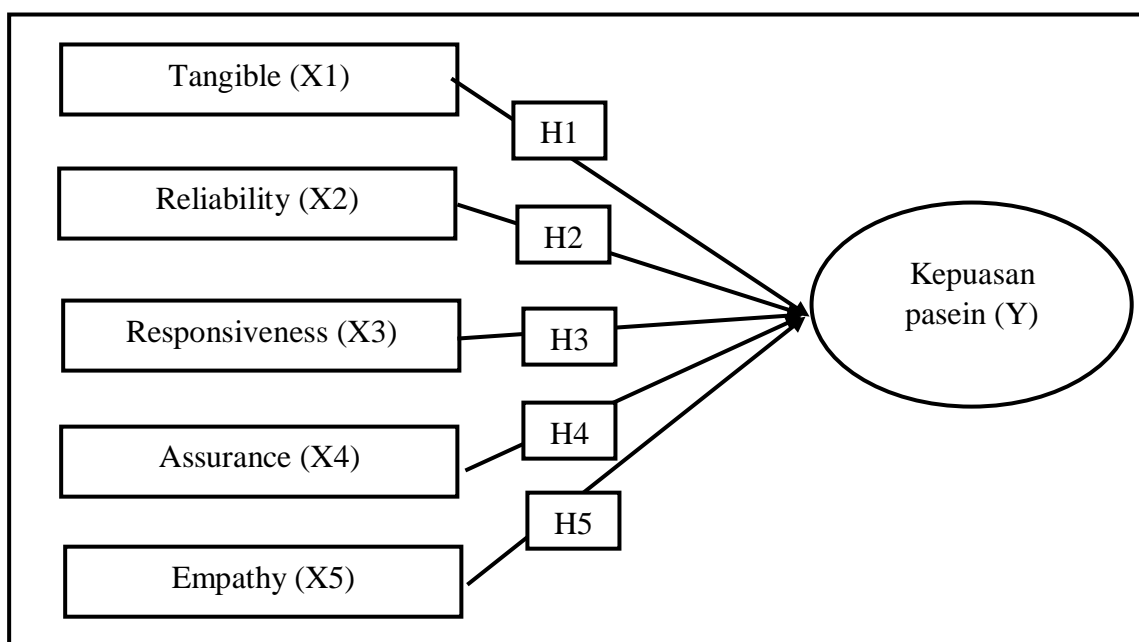 Tangible (X1)
H1
Reliability (X2)
H2
Responsiveness (X3)
H3
Assurance (X4)
H4
Empathy (X5)
H5
Kepuasan
pasein (Y)